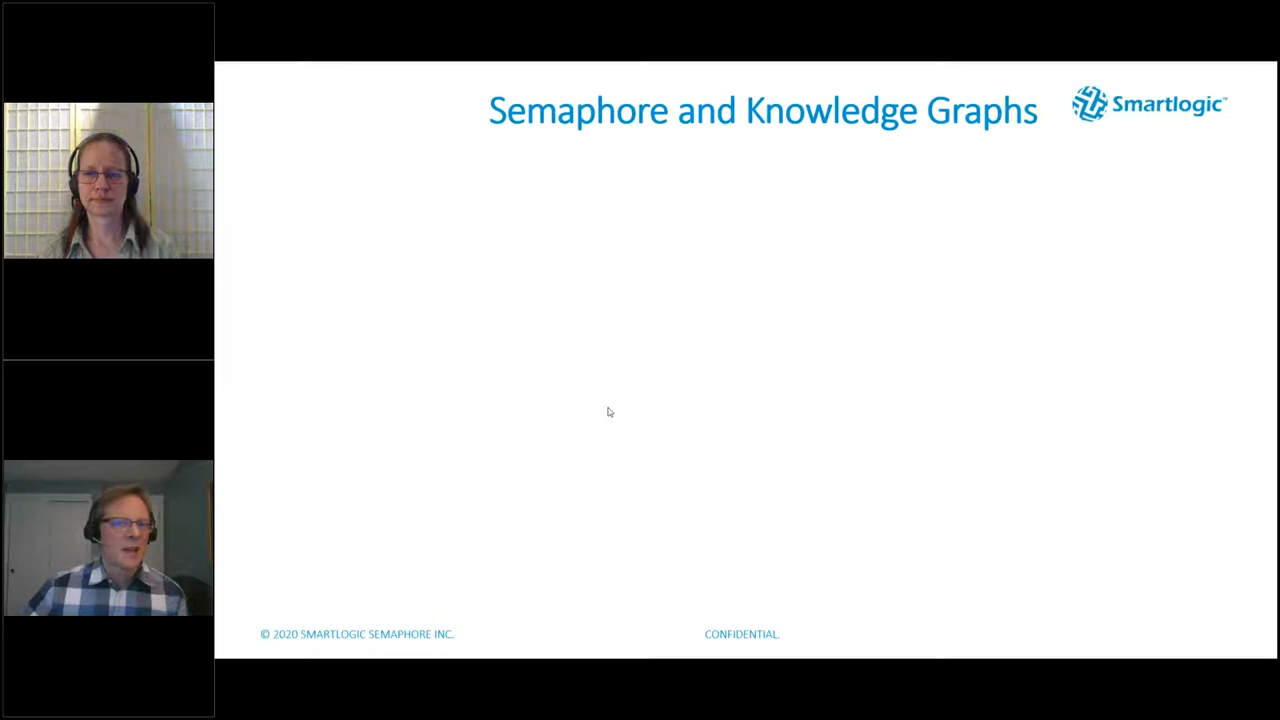 Semaphore and Knowledge Graphs
Smartlogic™
© 2020 SMARTLOGIC SEMAPHORE INC.
CONFIDENTIAL.